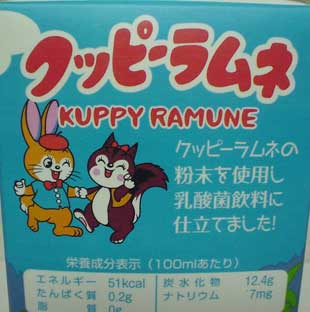 クッピーラムネ
KUPPY RAMUNE
クッピーラムネの
粉末を使用し
乳酸菌飲料に
仕立てました!
栄養成分表示(100mlあたり)
エネルギー 51kcal 炭水化物 12.4g
たんぱく質 0.2g ナトリウム 7mg
脂質 0g